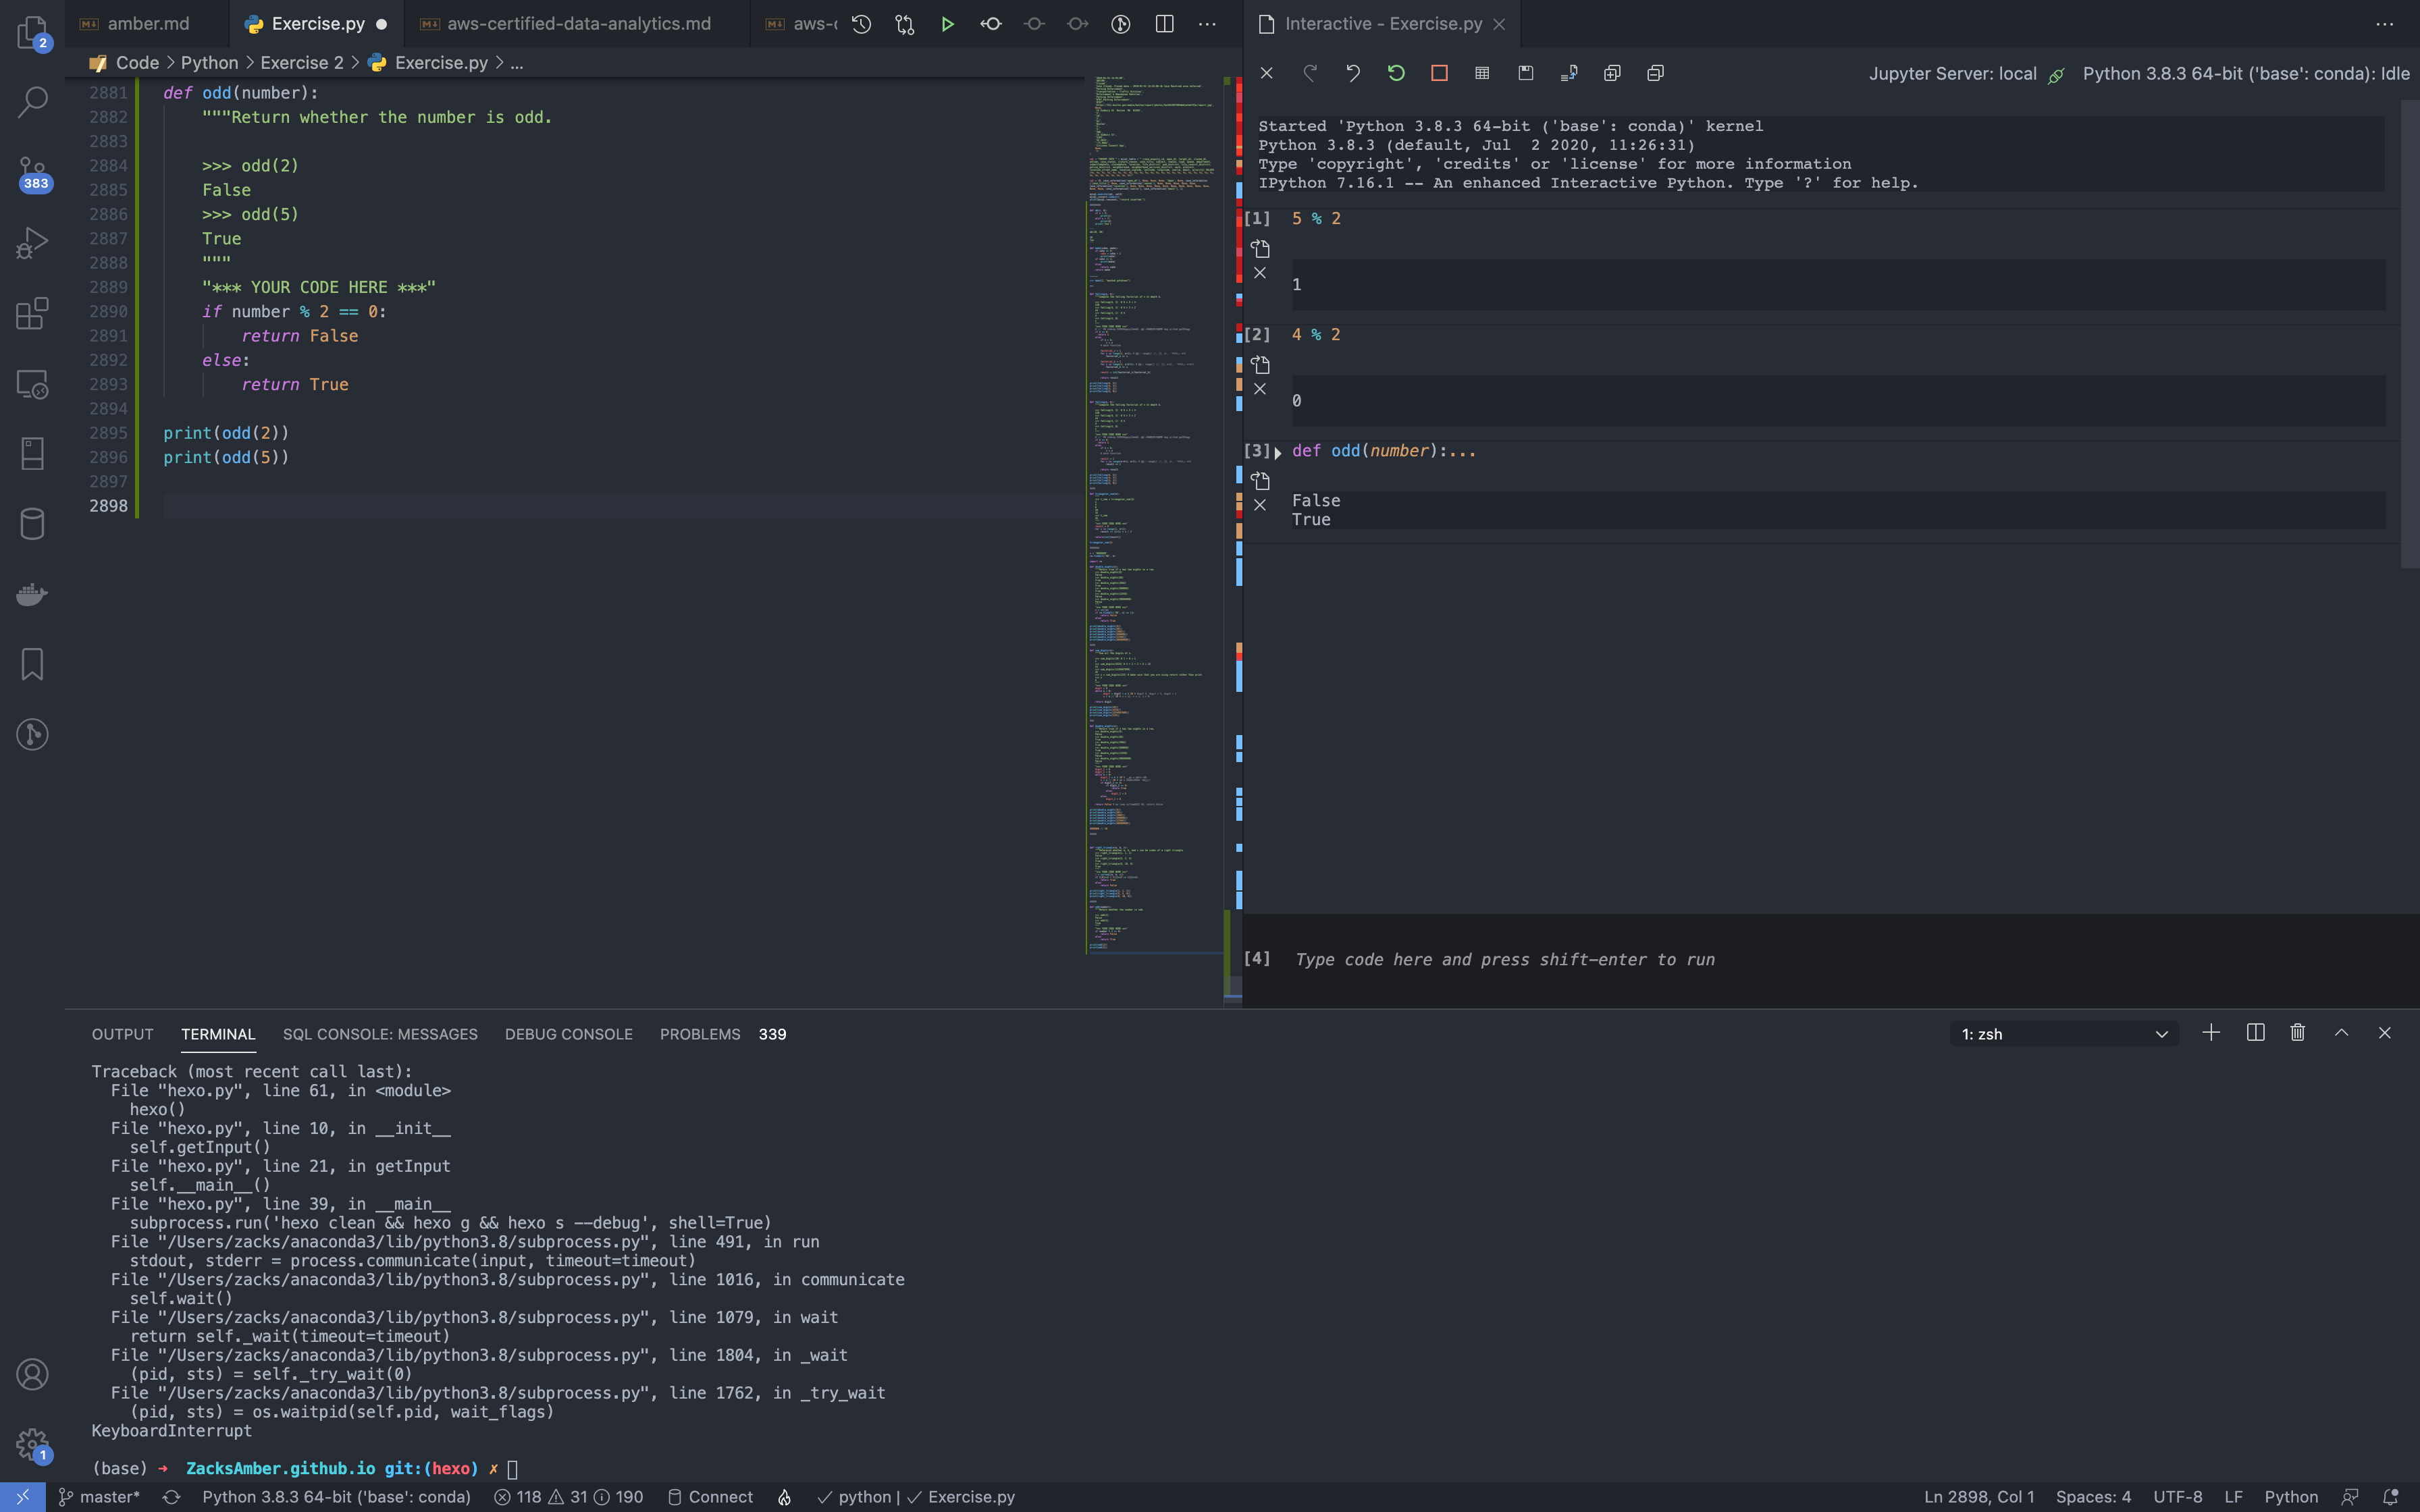 amber.md
Exercise.py
aws-certified-data-analytics.md
aws-c
Interactive - Exercise.py
2
383
1
Code > Python > Exercise 2 > Exercise.py > ...
2881 def odd(number):
2882 """Return whether the number is odd.
2883
2884 >>> odd(2)
2885 False
2886 >>> odd(5)
2887 True
2888 """
2889 "*** YOUR CODE HERE ***"
2890 if number % 2 == 0:
2891 return False
2892 else:
2893 return True
2894
2895 print(odd(2))
2896 print(odd(5))
2897
2898
Jupyter Server: local Python 3.8.3 64-bit ('base': conda): Idle
Started 'Python 3.8.3 64-bit ('base': conda)' kernel
Python 3.8.3 (default, Jul  2 2020, 11:26:31)
Type 'copyright', 'credits' or 'license' for more information
IPython 7.16.1 -- An enhanced Interactive Python. Type '?' for help.
[1] 5 % 2
1
[2] 4 % 2
0
[3] def odd(number):...
False
True
[4] Type code here and press shift-enter to run
OUTPUT TERMINAL SQL CONSOLE: MESSAGES DEBUG CONSOLE PROBLEMS 339
1: zsh
Traceback (most recent call last):
File "hexo.py", line 61, in <module>
hexo()
File "hexo.py", line 10, in __init__
self.getInput()
File "hexo.py", line 21, in getInput
self.__main__()
File "hexo.py", line 39, in __main__
subprocess.run('hexo clean && hexo g && hexo s --debug', shell=True)
File "/Users/zacks/anaconda3/lib/python3.8/subprocess.py", line 491, in run
stdout, stderr = process.communicate(input, timeout=timeout)
File "/Users/zacks/anaconda3/lib/python3.8/subprocess.py", line 1016, in communicate
self.wait()
File "/Users/zacks/anaconda3/lib/python3.8/subprocess.py", line 1079, in wait
return self._wait(timeout=timeout)
File "/Users/zacks/anaconda3/lib/python3.8/subprocess.py", line 1804, in _wait
(pid, sts) = self._try_wait(0)
File "/Users/zacks/anaconda3/lib/python3.8/subprocess.py", line 1762, in _try_wait
(pid, sts) = os.waitpid(self.pid, wait_flags)
KeyboardInterrupt
(base) → ZacksAmber.github.io git:(hexo) ✗
master* Python 3.8.3 64-bit ('base': conda) 118 31 190 Connect ✓ python | ✓ Exercise.py
Ln 2898, Col 1 Spaces: 4 UTF-8 LF Python